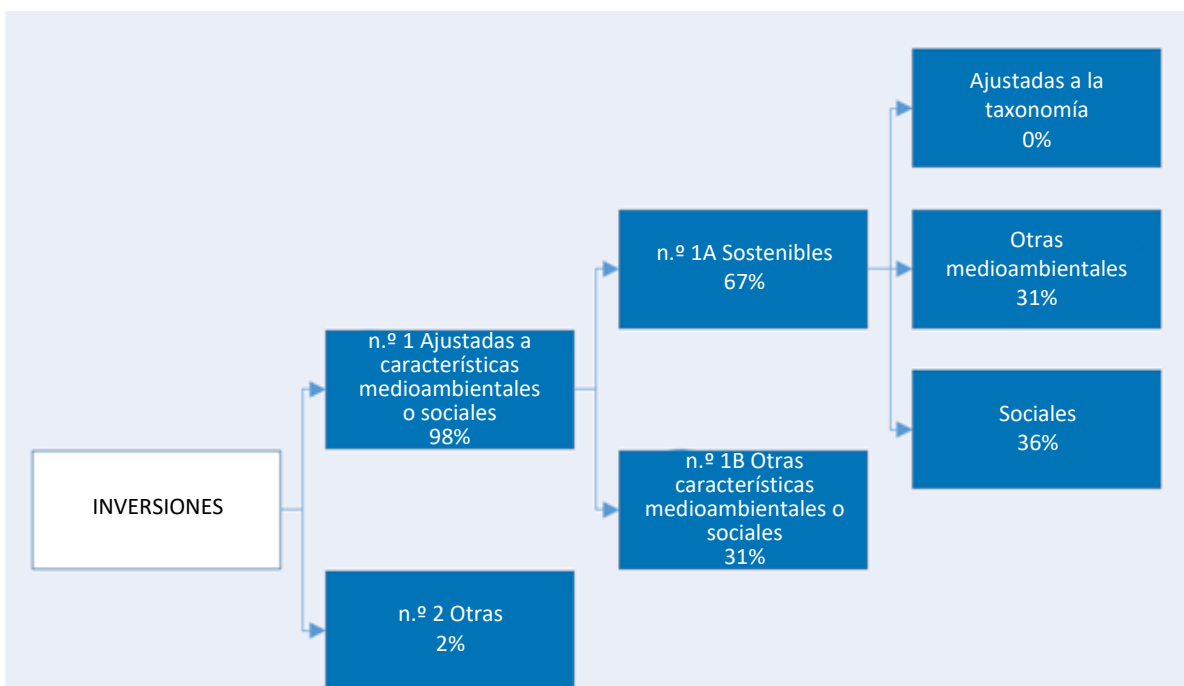 INVERSIONES
n.º 1 Ajustadas a
características
medioambientales
o sociales
98%
n.º 2 Otras
2%
n.º 1A Sostenibles
67%
n.º 1B Otras
características
medioambientales o
sociales
31%
Ajustadas a la
taxonomía
0%
Otras
medioambientales
31%
Sociales
36%